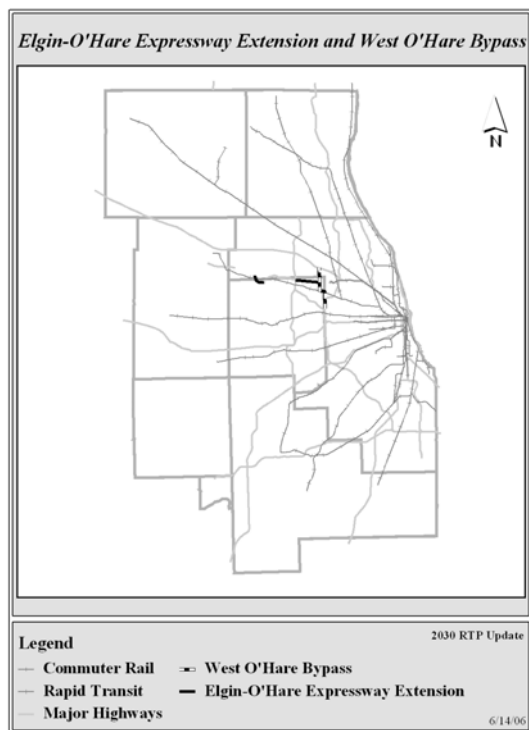 Elgin-O'Hare Expressway Extension and West O'Hare Bypass
N
Legend
2030 RTP Update
Commuter Rail
West O'Hare Bypass
Rapid Transit
Elgin-O'Hare Expressway Extension
Major Highways
6/14/06